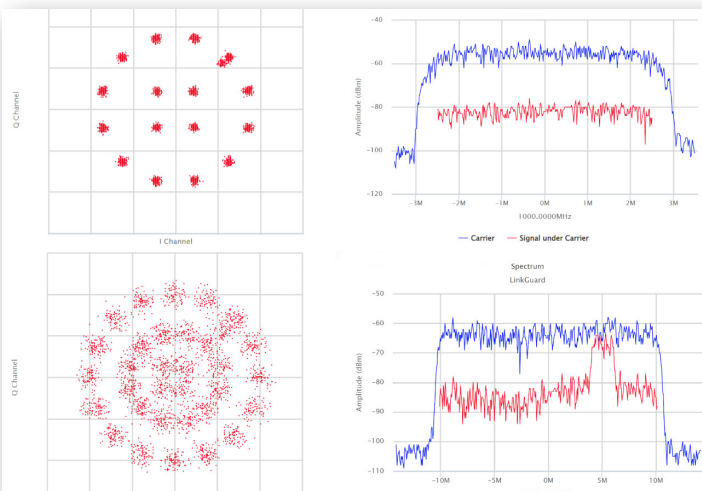 Q Channel
I Channel
Amplitude (dBm)
-40
-60
-80
-100
-120
-3M
-2M
-1M
0M
1M
2M
3M
1000.0000MHz
Carrier
Signal under Carrier
Q Channel
Spectrum
LinkGuard
Amplitude (dBm)
-50
-60
-70
-80
-90
-100
-110
-10M
-5M
0M
5M
10M